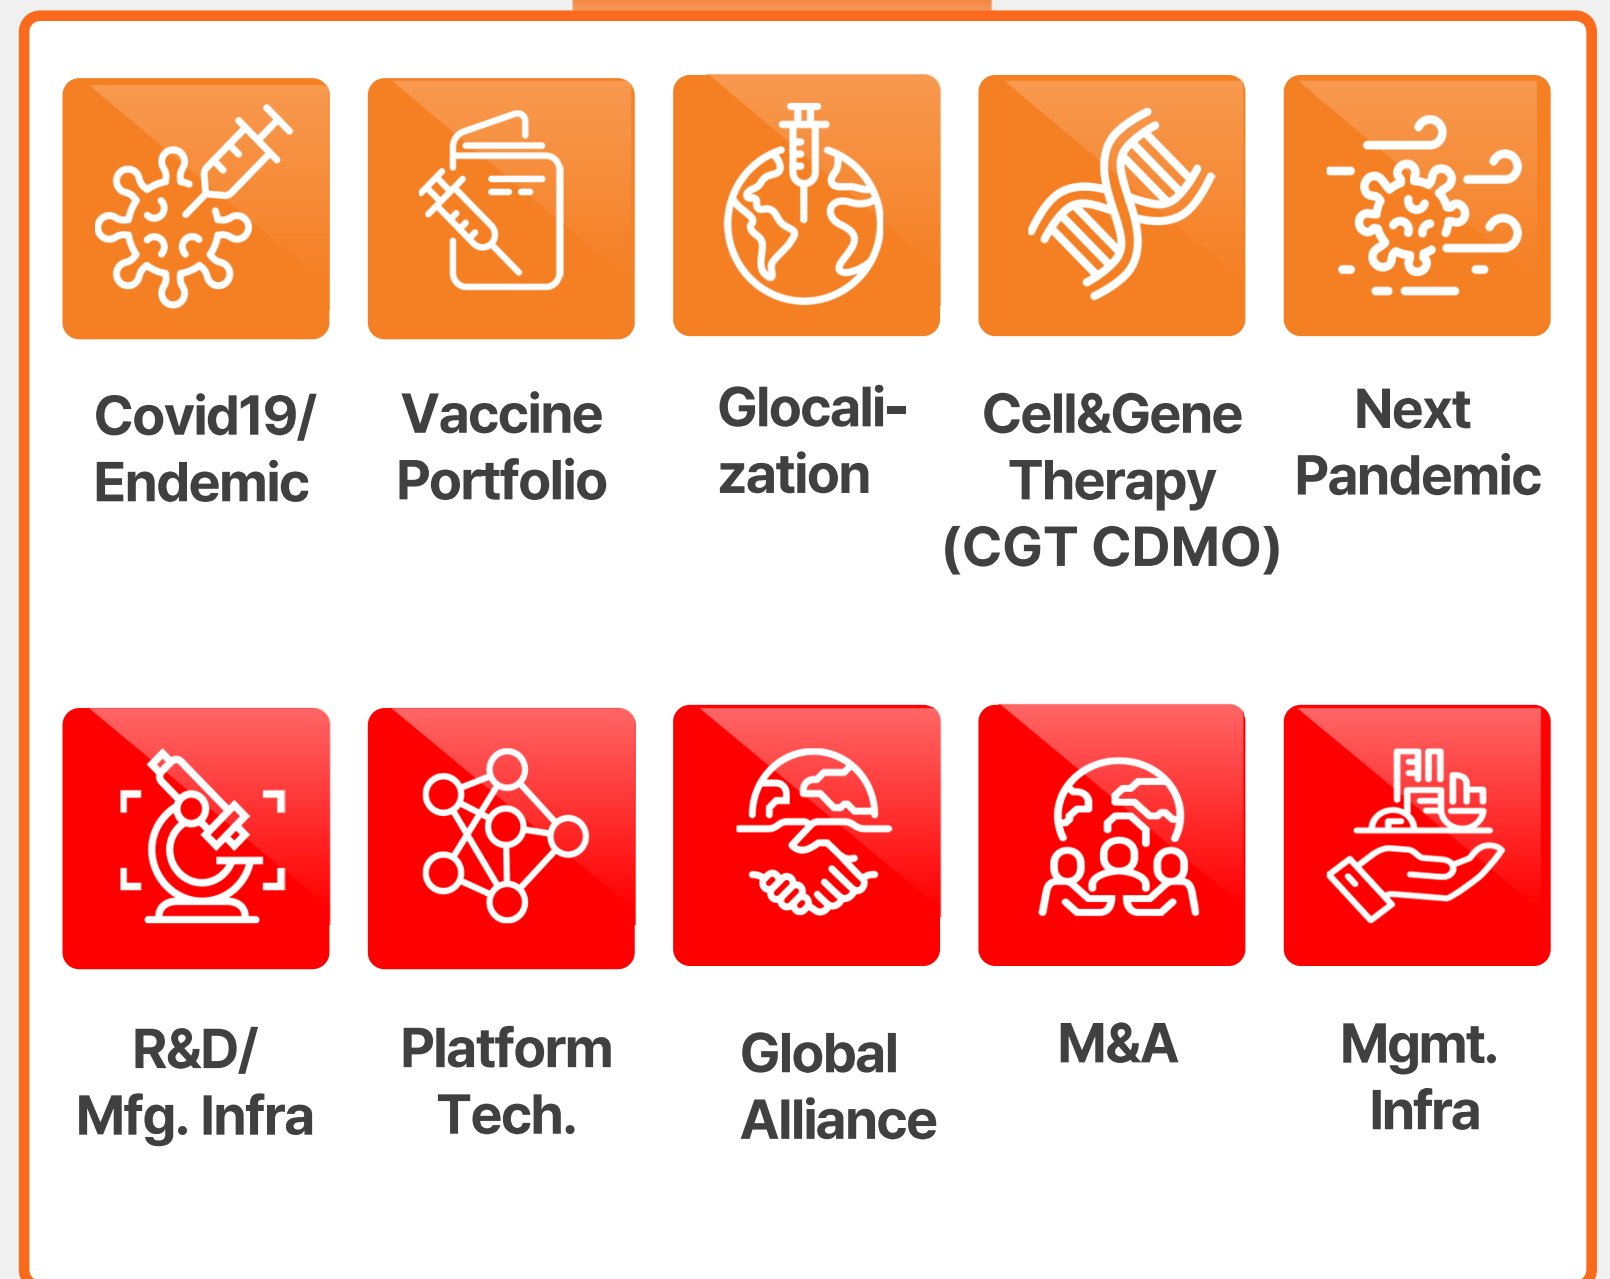 Covid19/
Endemic
Vaccine
Portfolio
Glocali-
zation
Cell&Gene
Therapy
(CGT CDMO)
Next
Pandemic
R&D/
Mfg. Infra
Platform
Tech.
Global
Alliance
M&A
Mgmt.
Infra